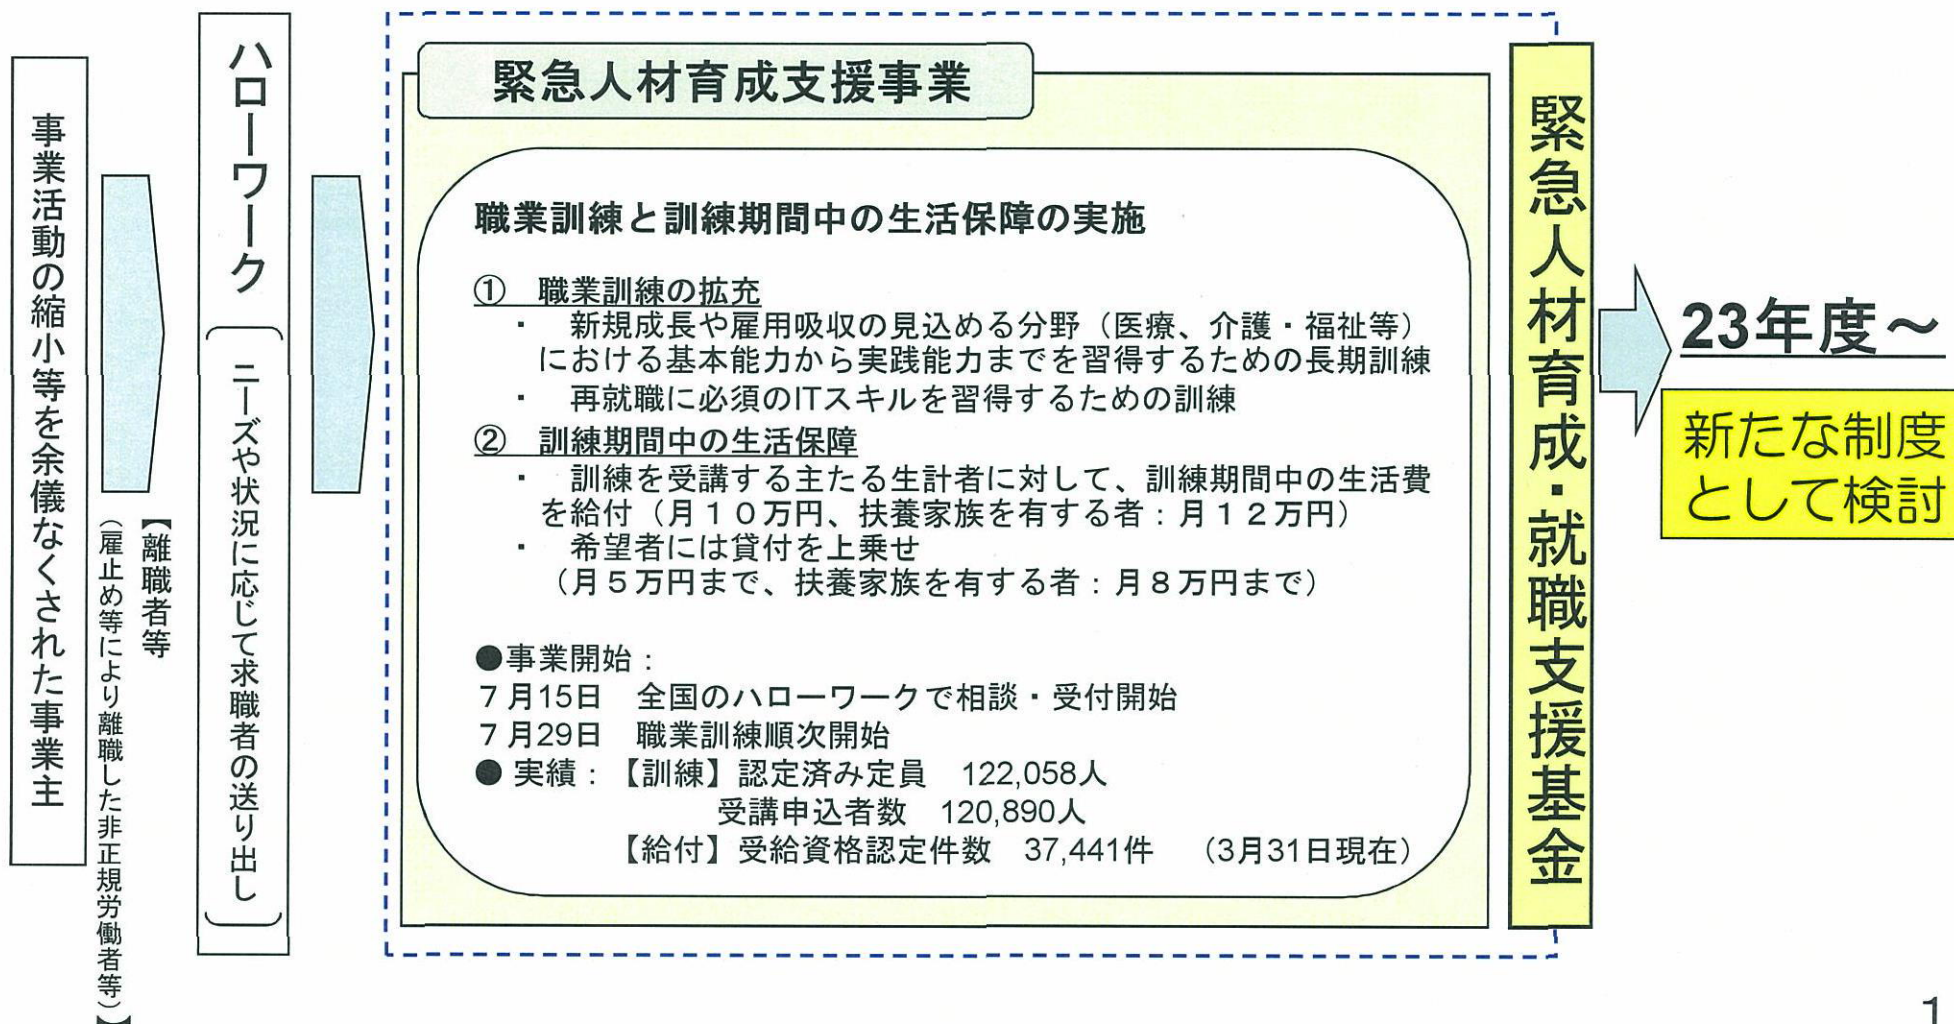 事業活動の縮小等を余儀なくされた事業主
【離職者等
(雇止め等により離職した非正規労働者等)】
ハローワーク
(ニーズや状況に応じて求職者の送り出し)
緊急人材育成支援事業
職業訓練と訓練期間中の生活保障の実施
① 職業訓練の拡充
・ 新規成長や雇用吸収の見込める分野(医療、介護・福祉等)
における基本能力から実践能力までを習得するための長期訓練
・ 再就職に必須のITスキルを習得するための訓練
② 訓練期間中の生活保障
・ 訓練を受講する主たる生計者に対して、訓練期間中の生活費
を給付(月10万円、扶養家族を有する者:月12万円)
・ 希望者には貸付を上乗せ
(月5万円まで、扶養家族を有する者:月8万円まで)
●事業開始:
7月15日 全国のハローワークで相談・受付開始
7月29日 職業訓練順次開始
● 実績:【訓練】認定済み定員 122,058人
受講申込者数 120,890人
【給付】受給資格認定件数 37,441件 (3月31日現在)
緊急人材育成・就職支援基金
23年度~
新たな制度
として検討
1